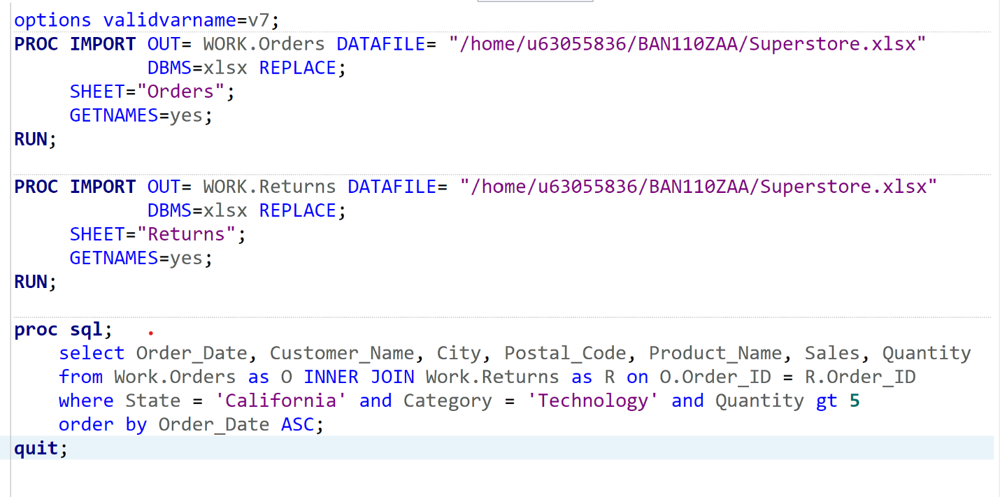 options validvarname=v7;
PROC IMPORT OUT= WORK.Orders DATAFILE= "/home/u63055836/BAN110ZAA/Superstore.xlsx"
DBMS=xlsx REPLACE;
SHEET="Orders";
GETNAMES=yes;
RUN;
PROC IMPORT OUT= WORK.Returns DATAFILE= "/home/u63055836/BAN110ZAA/Superstore.xlsx"
DBMS=xlsx REPLACE;
SHEET="Returns";
GETNAMES=yes;
RUN;
proc sql;
select Order_Date, Customer_Name, City, Postal_Code, Product_Name, Sales, Quantity
from Work.Orders as O INNER JOIN Work.Returns as R on O.Order_ID = R.Order_ID
where State = 'California' and Category = 'Technology' and Quantity gt 5
order by Order_Date ASC;
quit;